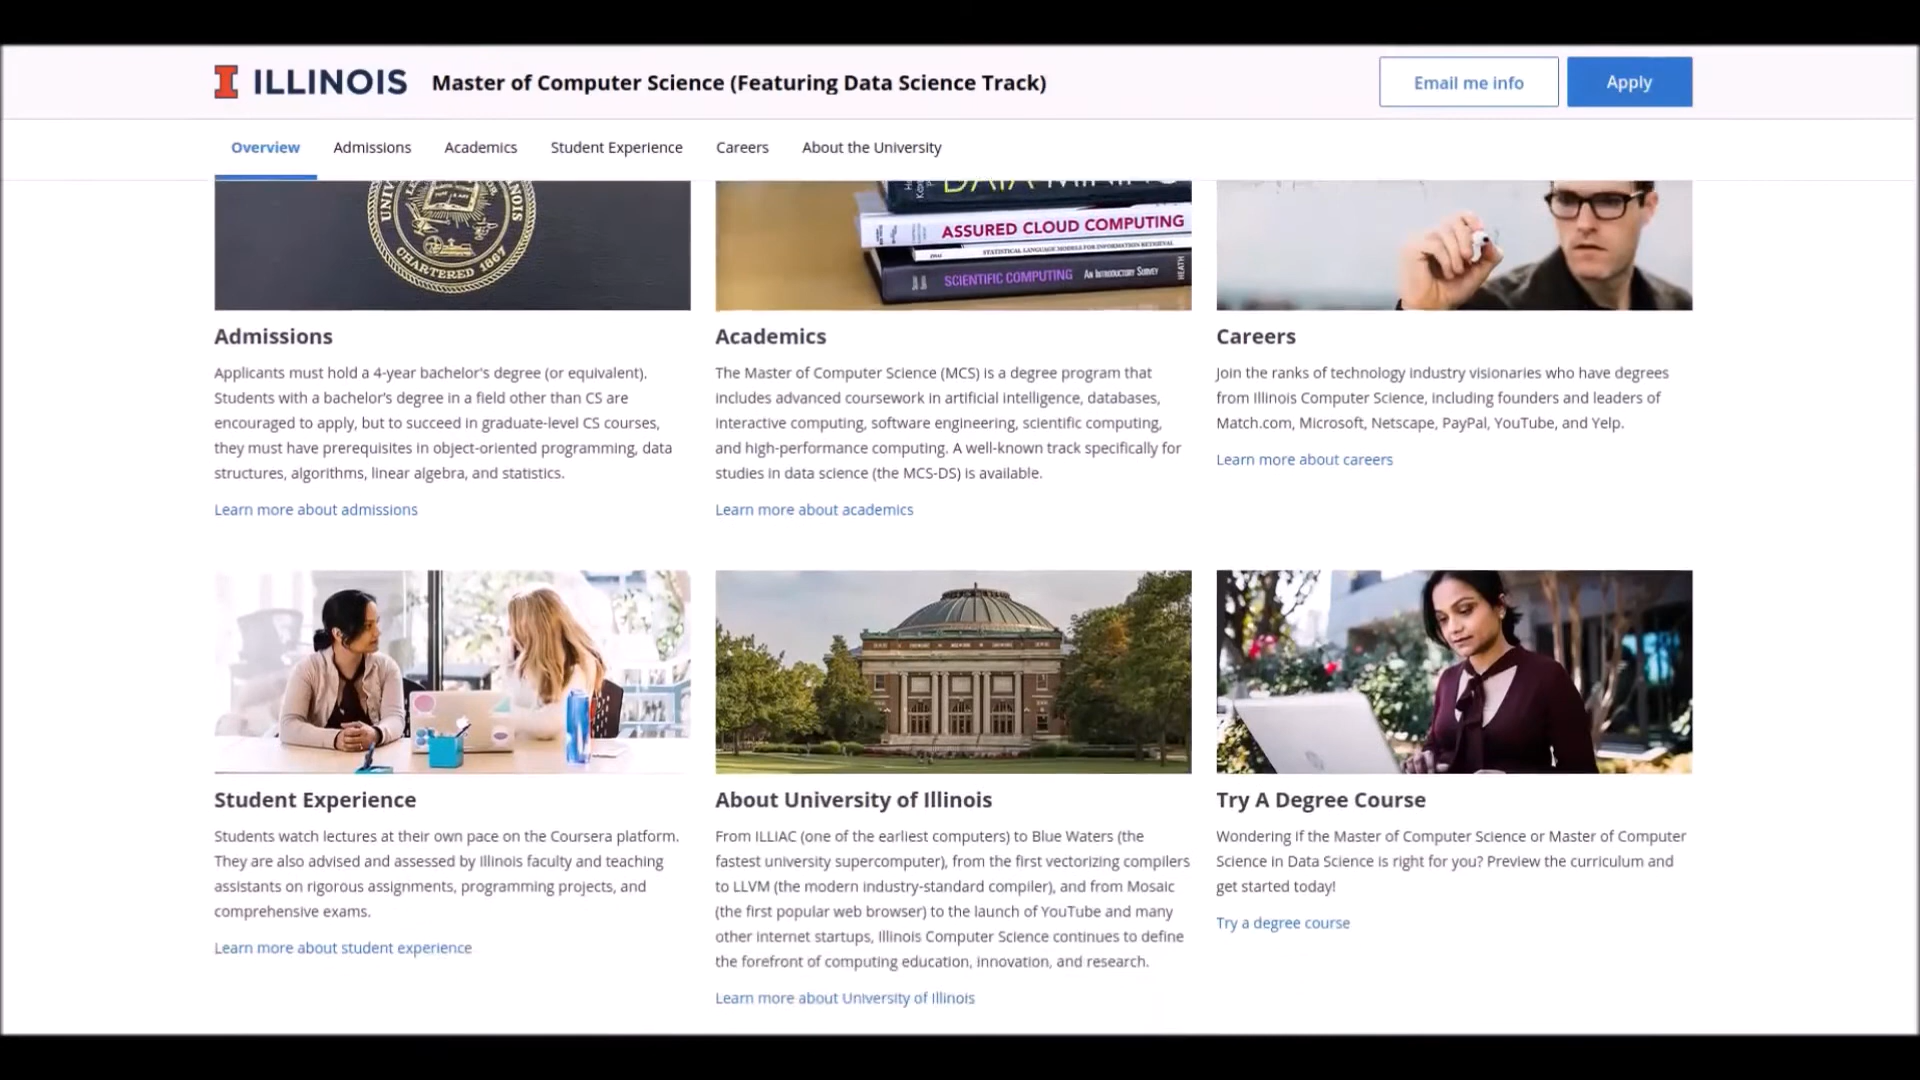 I ILLINOIS Master of Computer Science (Featuring Data Science Track) Email me info Apply
Overview Admissions Academics Student Experience Careers About the University
CHARTERED 1867
ASSURED CLOUD COMPUTING
STATISTICAL LANGUAGE MODELS FOR INFORMATION RETRIEVAL
SCIENTIFIC COMPUTING An Introductory Survey HEATH
Admissions
Applicants must hold a 4-year bachelor's degree (or equivalent).
Students with a bachelor's degree in a field other than CS are
encouraged to apply, but to succeed in graduate-level CS courses,
they must have prerequisites in object-oriented programming, data
structures, algorithms, linear algebra, and statistics.
Learn more about admissions
Academics
The Master of Computer Science (MCS) is a degree program that
includes advanced coursework in artificial intelligence, databases,
interactive computing, software engineering, scientific computing,
and high-performance computing. A well-known track specifically for
studies in data science (the MCS-DS) is available.
Learn more about academics
Careers
Join the ranks of technology industry visionaries who have degrees
from Illinois Computer Science, including founders and leaders of
Match.com, Microsoft, Netscape, PayPal, YouTube, and Yelp.
Learn more about careers
Student Experience
Students watch lectures at their own pace on the Coursera platform.
They are also advised and assessed by Illinois faculty and teaching
assistants on rigorous assignments, programming projects, and
comprehensive exams.
Learn more about student experience
About University of Illinois
From ILLIAC (one of the earliest computers) to Blue Waters (the
fastest university supercomputer), from the first vectorizing compilers
to LLVM (the modern industry-standard compiler), and from Mosaic
(the first popular web browser) to the launch of YouTube and many
other internet startups, Illinois Computer Science continues to define
the forefront of computing education, innovation, and research.
Learn more about University of Illinois
Try A Degree Course
Wondering if the Master of Computer Science or Master of Computer
Science in Data Science is right for you? Preview the curriculum and
get started today!
Try a degree course